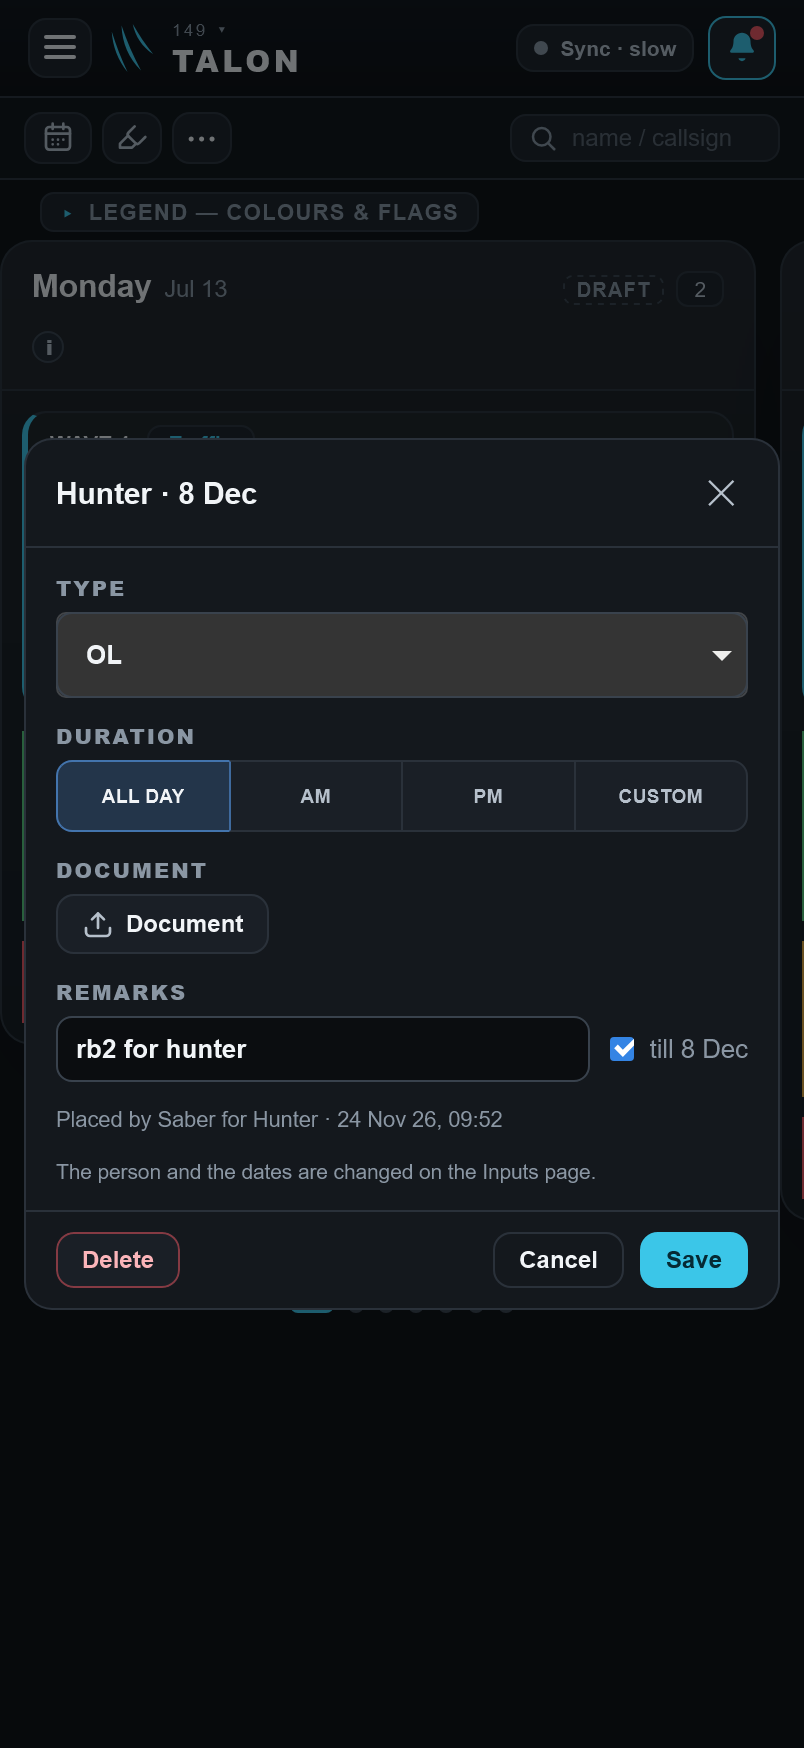 149 ▾
TALON
Sync · slow
name / callsign
▸ LEGEND — COLOURS & FLAGS
Monday Jul 13
DRAFT 2
i
Hunter · 8 Dec
TYPE
OL
DURATION
ALL DAY AM PM CUSTOM
DOCUMENT
Document
REMARKS
rb2 for hunter
till 8 Dec
Placed by Saber for Hunter · 24 Nov 26, 09:52
The person and the dates are changed on the Inputs page.
Delete Cancel Save